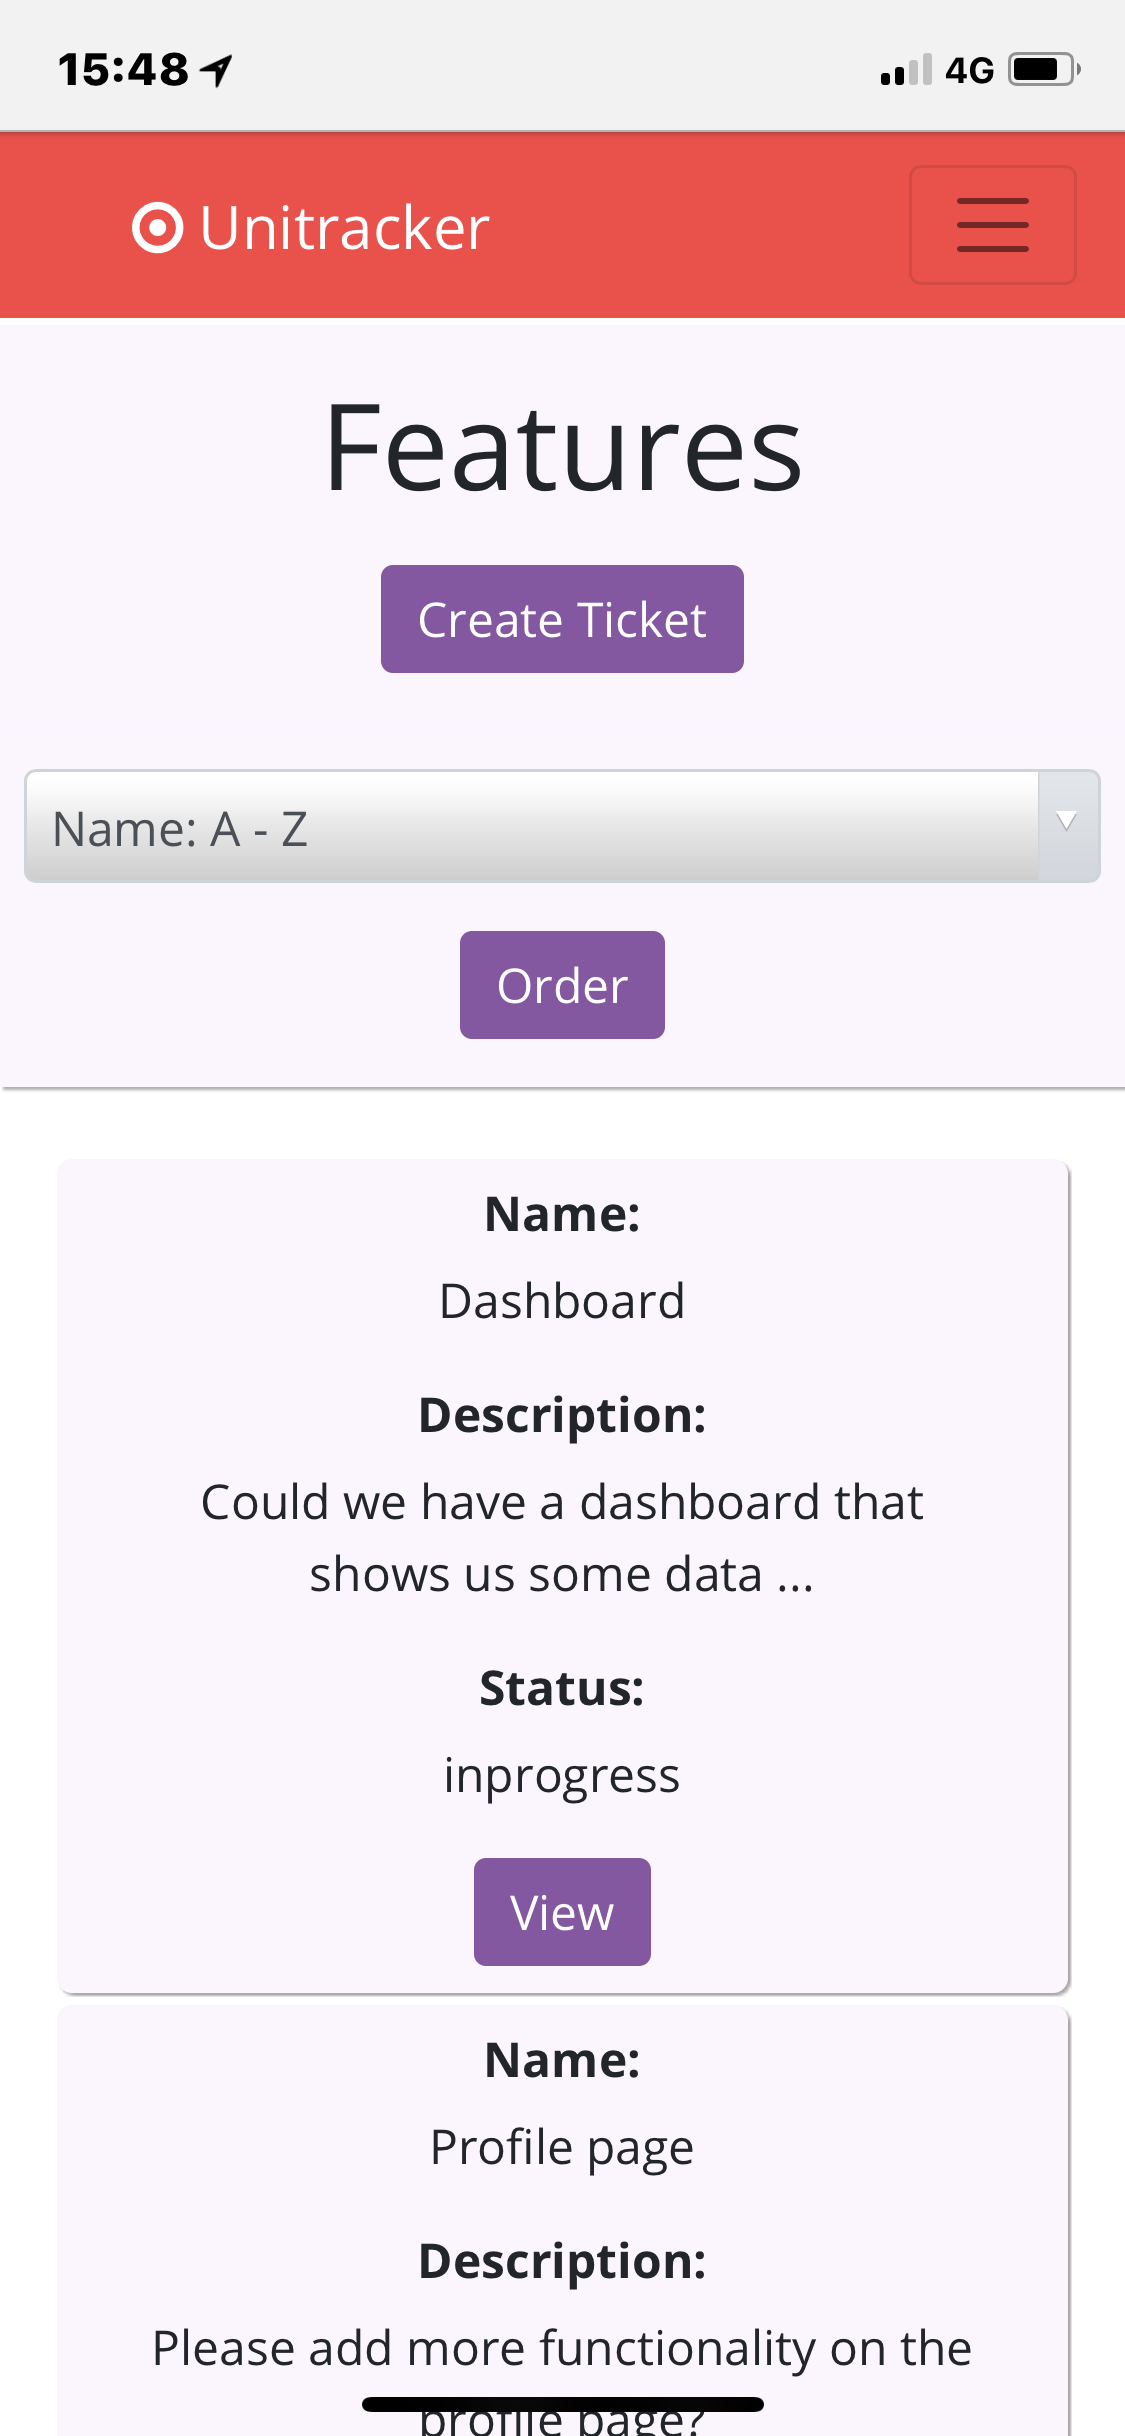 15:48
4G
Unitracker
Features
Create Ticket
Name: A - Z
Order
Name:
Dashboard
Description:
Could we have a dashboard that
shows us some data ...
Status:
inprogress
View
Name:
Profile page
Description:
Please add more functionality on the
profile page?